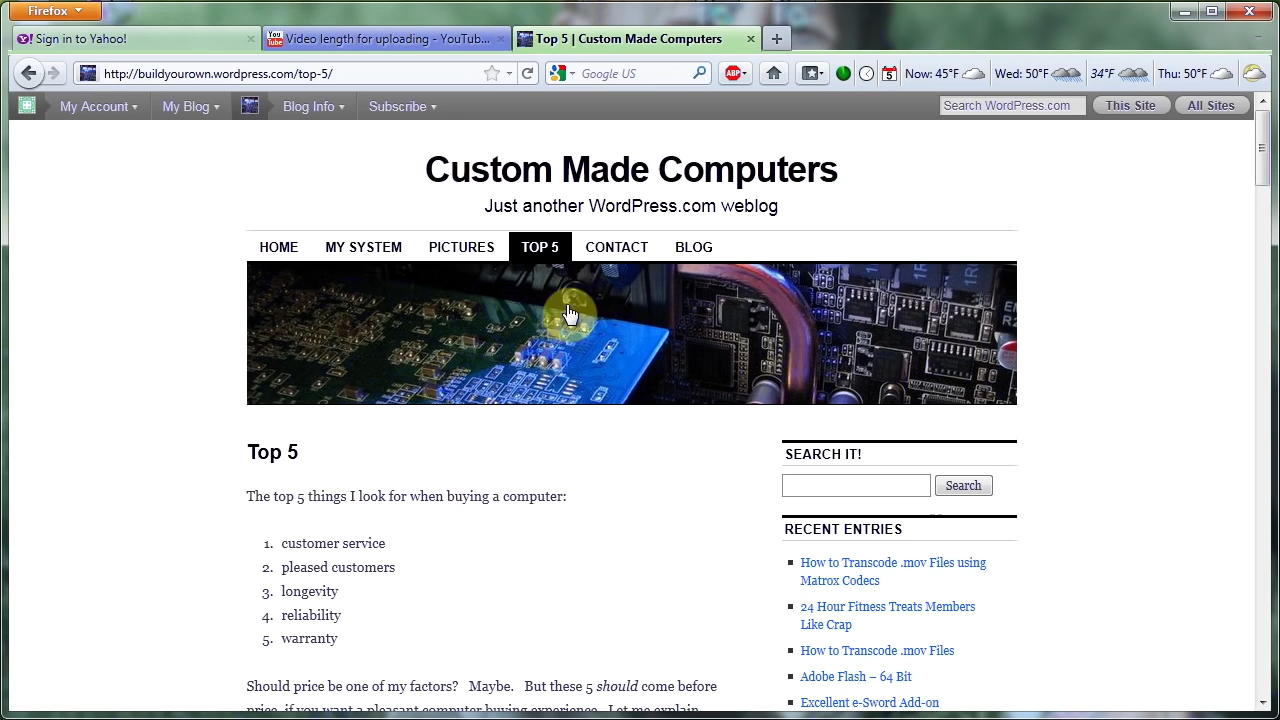 Firefox
Sign in to Yahoo!
You Tube
Video length for uploading - YouTub...
Top 5 | Custom Made Computers
http://buildyourown.wordpress.com/top-5/
Google US
ABP
5
Now: 45°F
Wed: 50°F
34°F
Thu: 50°F
My Account
My Blog
Blog Info
Subscribe
Search WordPress.com
This Site
All Sites
Custom Made Computers
Just another WordPress.com weblog
HOME
MY SYSTEM
PICTURES
TOP 5
CONTACT
BLOG
Top 5
The top 5 things I look for when buying a computer:
1. customer service
2. pleased customers
3. longevity
4. reliability
5. warranty
Should price be one of my factors? Maybe. But these 5 should come before
price, if you want a pleasant computer buying experience. Let me explain
SEARCH IT!
Search
RECENT ENTRIES
How to Transcode .mov Files using
Matrox Codecs
24 Hour Fitness Treats Members
Like Crap
How to Transcode .mov Files
Adobe Flash – 64 Bit
Excellent e-Sword Add-on